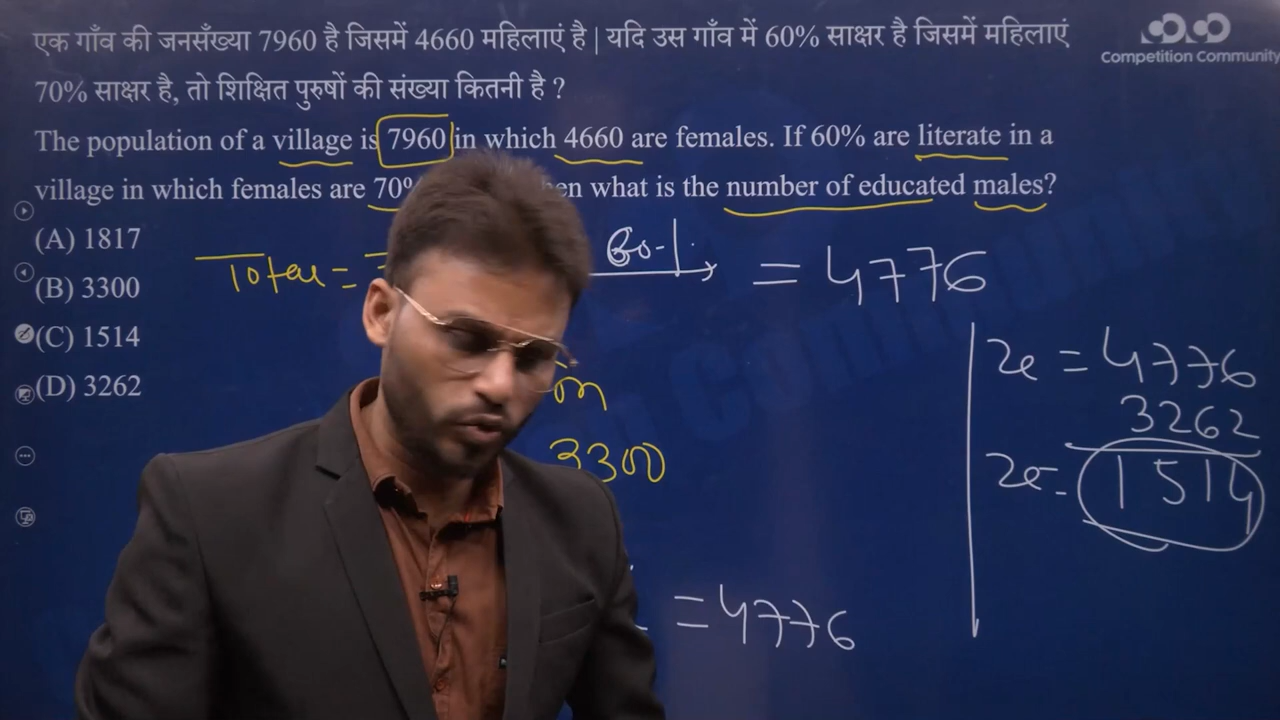 एक गाँव की जनसँख्या 7960 है जिसमें 4660 महिलाएं है | यदि उस गाँव में 60% साक्षर है जिसमें महिलाएं
70% साक्षर है, तो शिक्षित पुरुषों की संख्या कितनी है ?
The population of a village is 7960 in which 4660 are females. If 60% are literate in a
village in which females are 70% what is the number of educated males?
(A) 1817
(B) 3300
(C) 1514
(D) 3262
Competition Community
Total =
60%
= 4776
m
3300
= 4776
= 4776
3262
1514